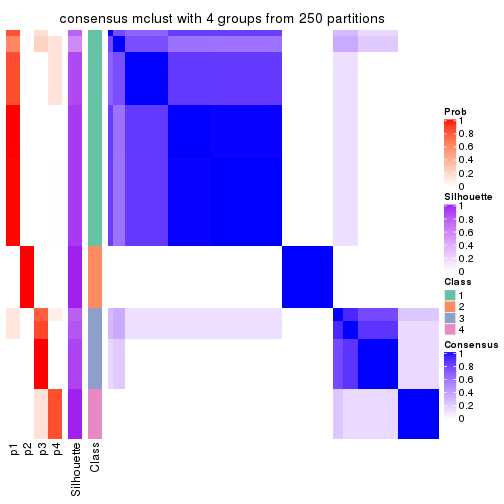 consensus mclust with 4 groups from 250 partitions
Prob
1
0.8
0.6
0.4
0.2
0
Silhouette
1
0.8
0.6
0.4
0.2
0
Class
1
2
3
4
Consensus
1
0.8
0.6
0.4
0.2
0
p1
p2
p3
p4
Silhouette
Class